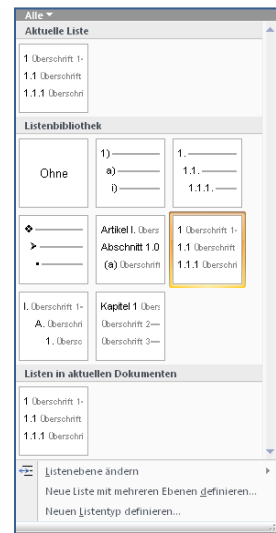 Alle
Aktuelle Liste
1 Überschrift 1
1.1 Überschrift
1.1.1 Überschri
Listenbibliothek
Ohne
1)
a)
i)
1.
1.1.
1.1.1.
Artikel I. Übers
Abschnitt 1.0
(a) Überschrift
1 Überschrift 1
1.1 Überschrift
1.1.1 Überschri
I. Überschrift 1
A. Überschri
1. Übersc
Kapitel 1 Übers
Überschrift 2
Überschrift 3
Listen in aktuellen Dokumenten
1 Überschrift 1
1.1 Überschrift
1.1.1 Überschri
Listenebene ändern
Neue Liste mit mehreren Ebenen definieren...
Neuen Listentyp definieren...